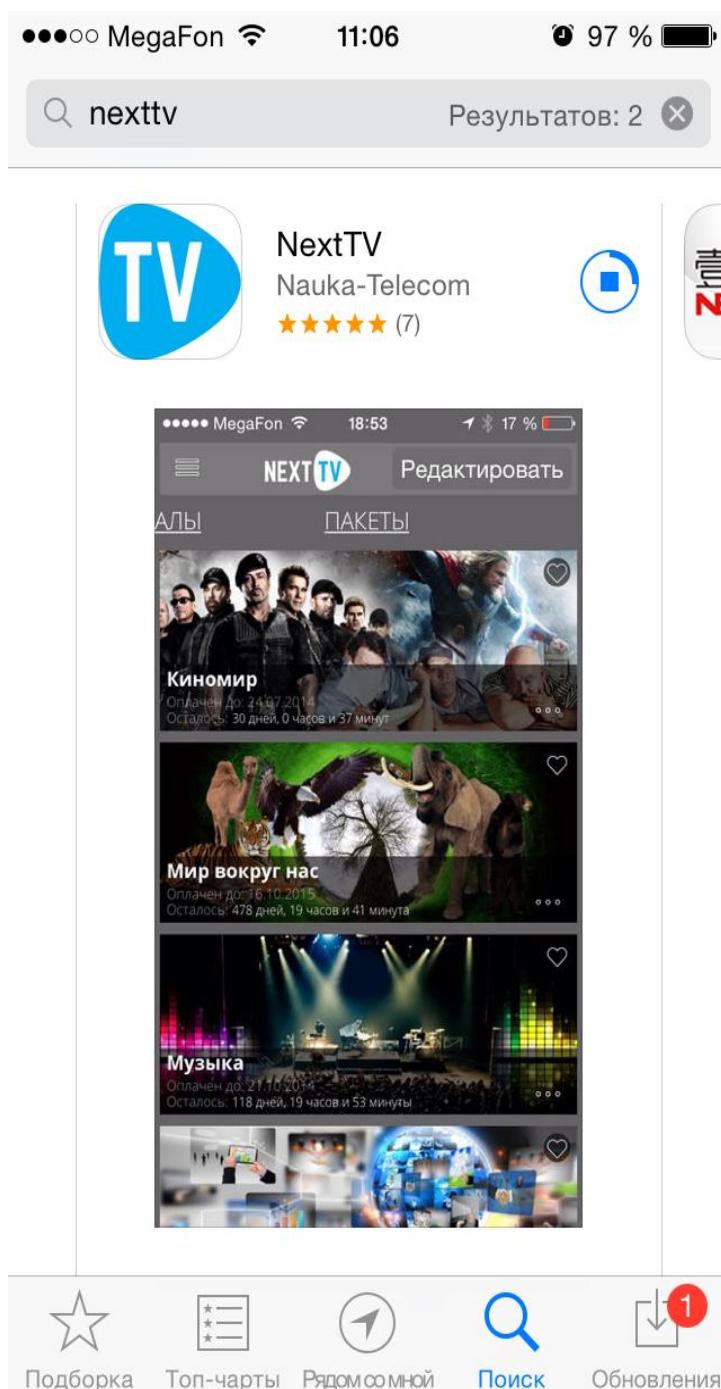 MegaFon 11:06 97 %
nexttv Результатов: 2
TV
NextTV
Nauka-Telecom
(7)
MegaFon 18:53 17 %
NEXT TV Редактировать
АЛЫ ПАКЕТЫ
Киномир
Оплачен до: 24.07.2014
Осталось: 30 дней, 0 часов и 37 минут
Мир вокруг нас
Оплачен до: 16.10.2015
Осталось: 478 дней, 19 часов и 41 минута
Музыка
Оплачен до: 21.10.2014
Осталось: 118 дней, 19 часов и 53 минуты
1
Подборка Топ-чарты Рядом со мной Поиск Обновления